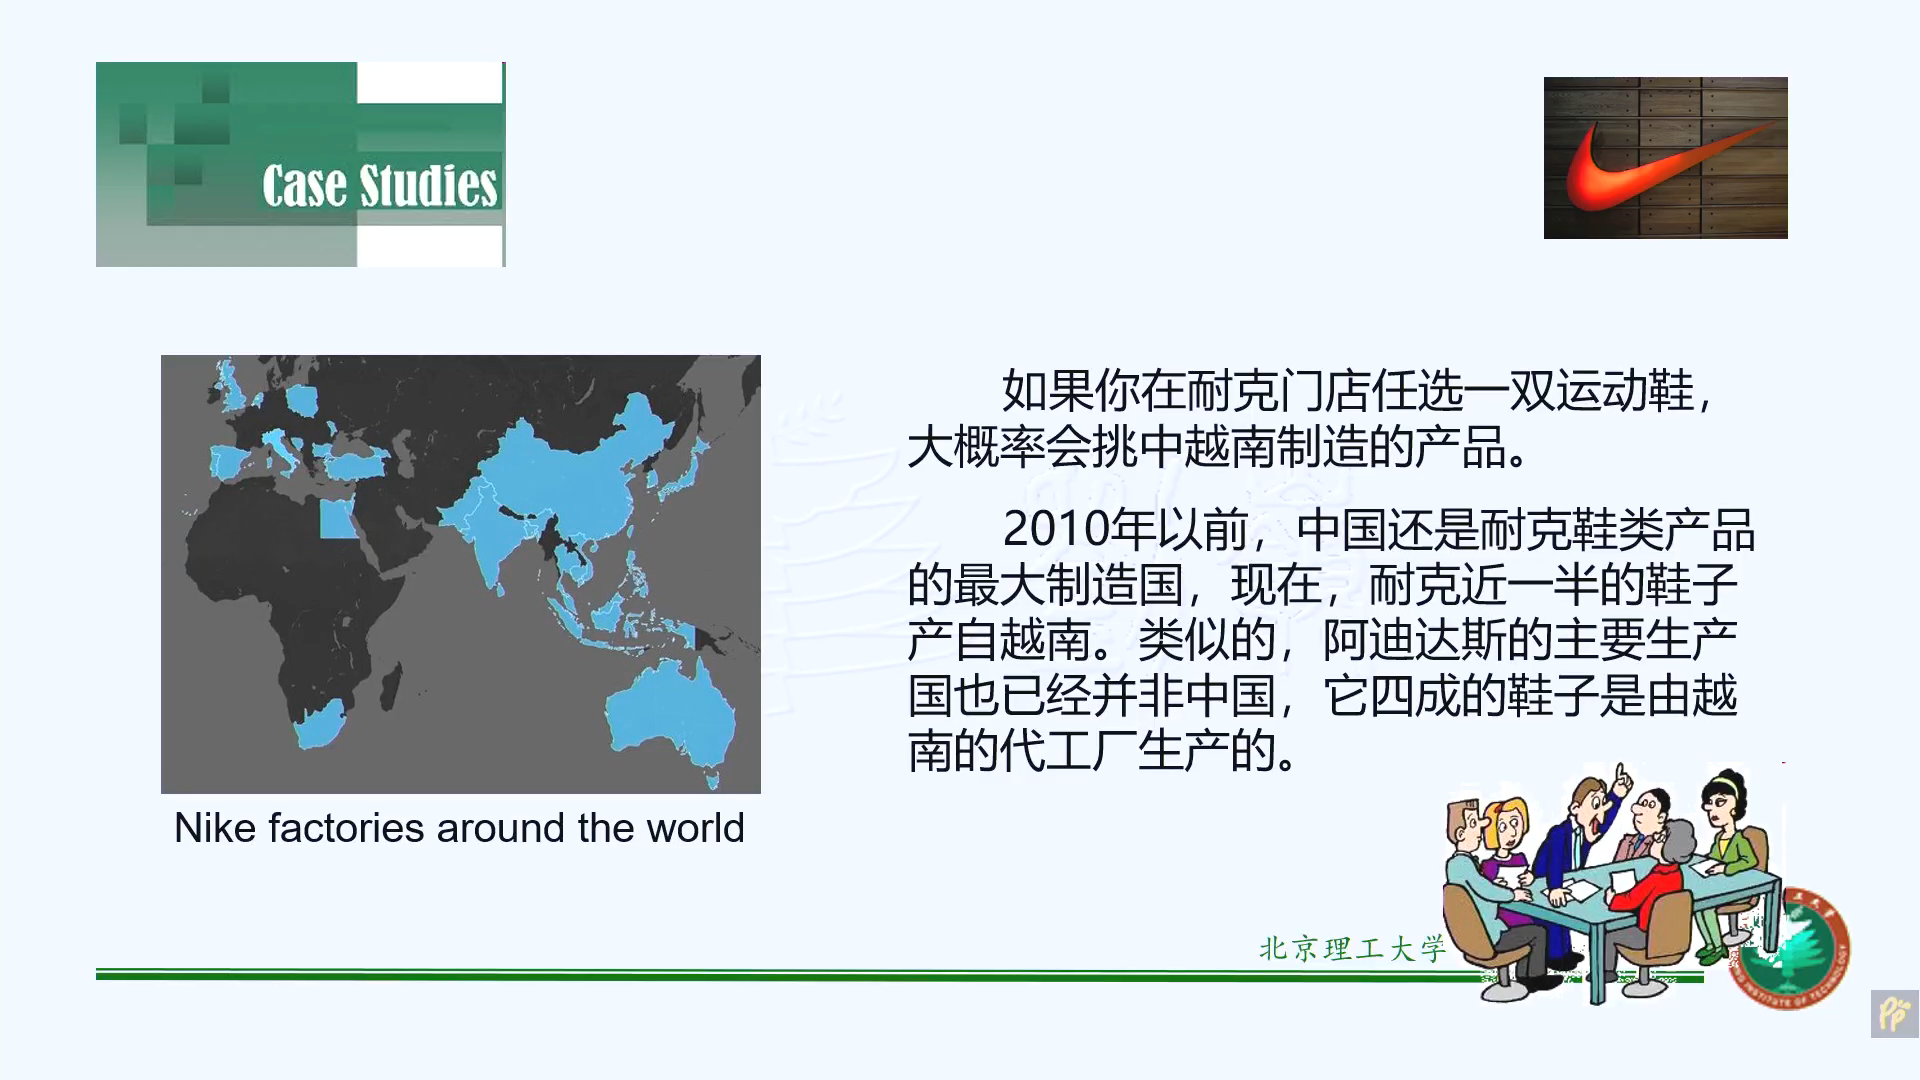 Case Studies
如果你在耐克门店任选一双运动鞋，
大概率会挑中越南制造的产品。
2010年以前，中国还是耐克鞋类产品
的最大制造国，现在，耐克近一半的鞋子
产自越南。类似的，阿迪达斯的主要生产
国也已经并非中国，它四成的鞋子是由越
南的代工厂生产的。
Nike factories around the world
北京理工大学
INSTITUTE OF TECHNOLOGY